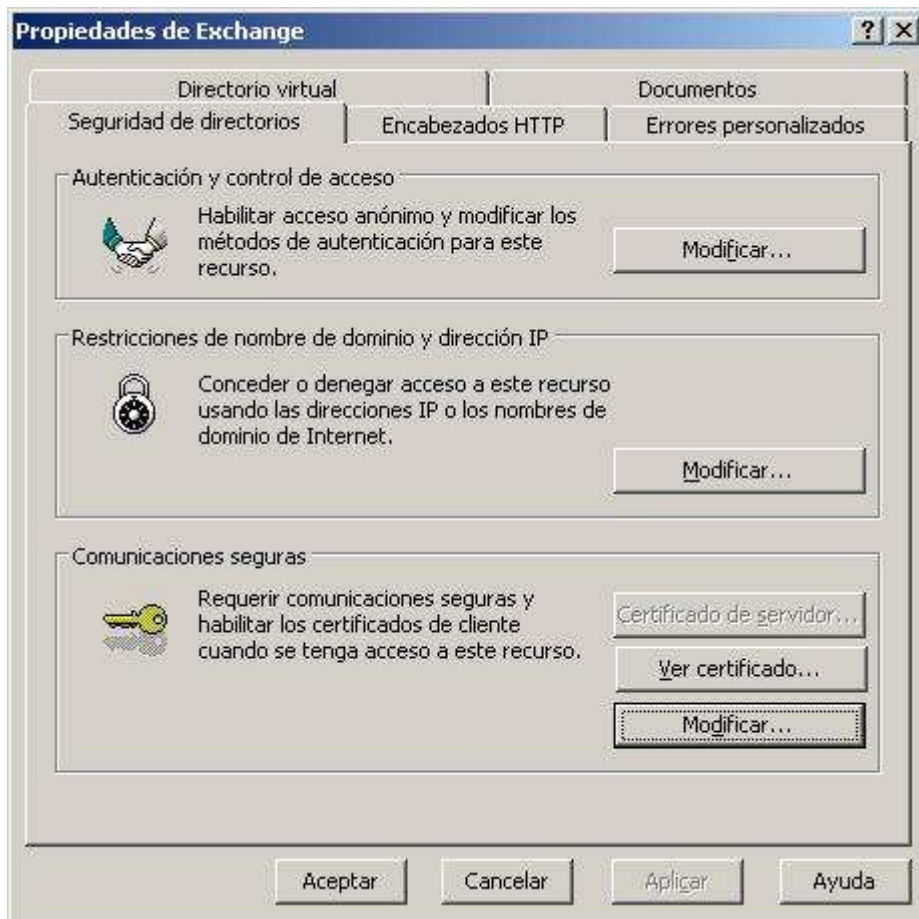 Propiedades de Exchange
Directorio virtual
Documentos
Seguridad de directorios
Encabezados HTTP
Errores personalizados
Autenticación y control de acceso
Habilitar acceso anónimo y modificar los
métodos de autenticación para este
recurso.
Modificar...
Restricciones de nombre de dominio y dirección IP
Conceder o denegar acceso a este recurso
usando las direcciones IP o los nombres de
dominio de Internet.
Modificar...
Comunicaciones seguras
Requerir comunicaciones seguras y
habilitar los certificados de cliente
cuando se tenga acceso a este recurso.
Certificado de servidor...
Ver certificado...
Modificar...
Aceptar
Cancelar
Aplicar
Ayuda